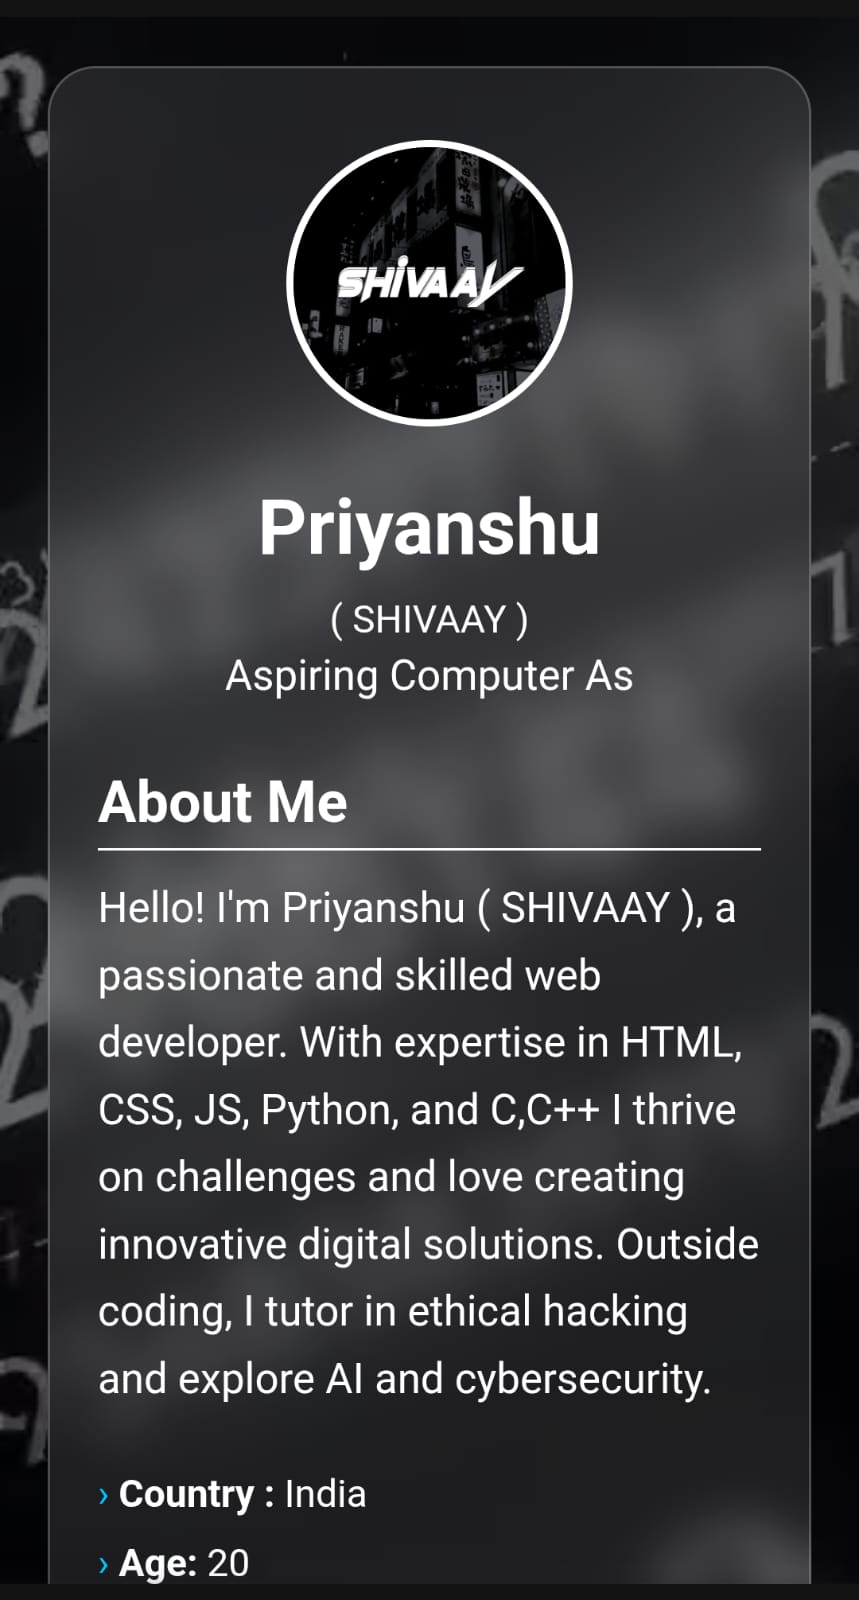 SHIVAAY
Priyanshu
( SHIVAAY )
Aspiring Computer As
About Me
Hello! I'm Priyanshu ( SHIVAAY ), a
passionate and skilled web
developer. With expertise in HTML,
CSS, JS, Python, and C,C++ I thrive
on challenges and love creating
innovative digital solutions. Outside
coding, I tutor in ethical hacking
and explore AI and cybersecurity.
› Country : India
› Age: 20